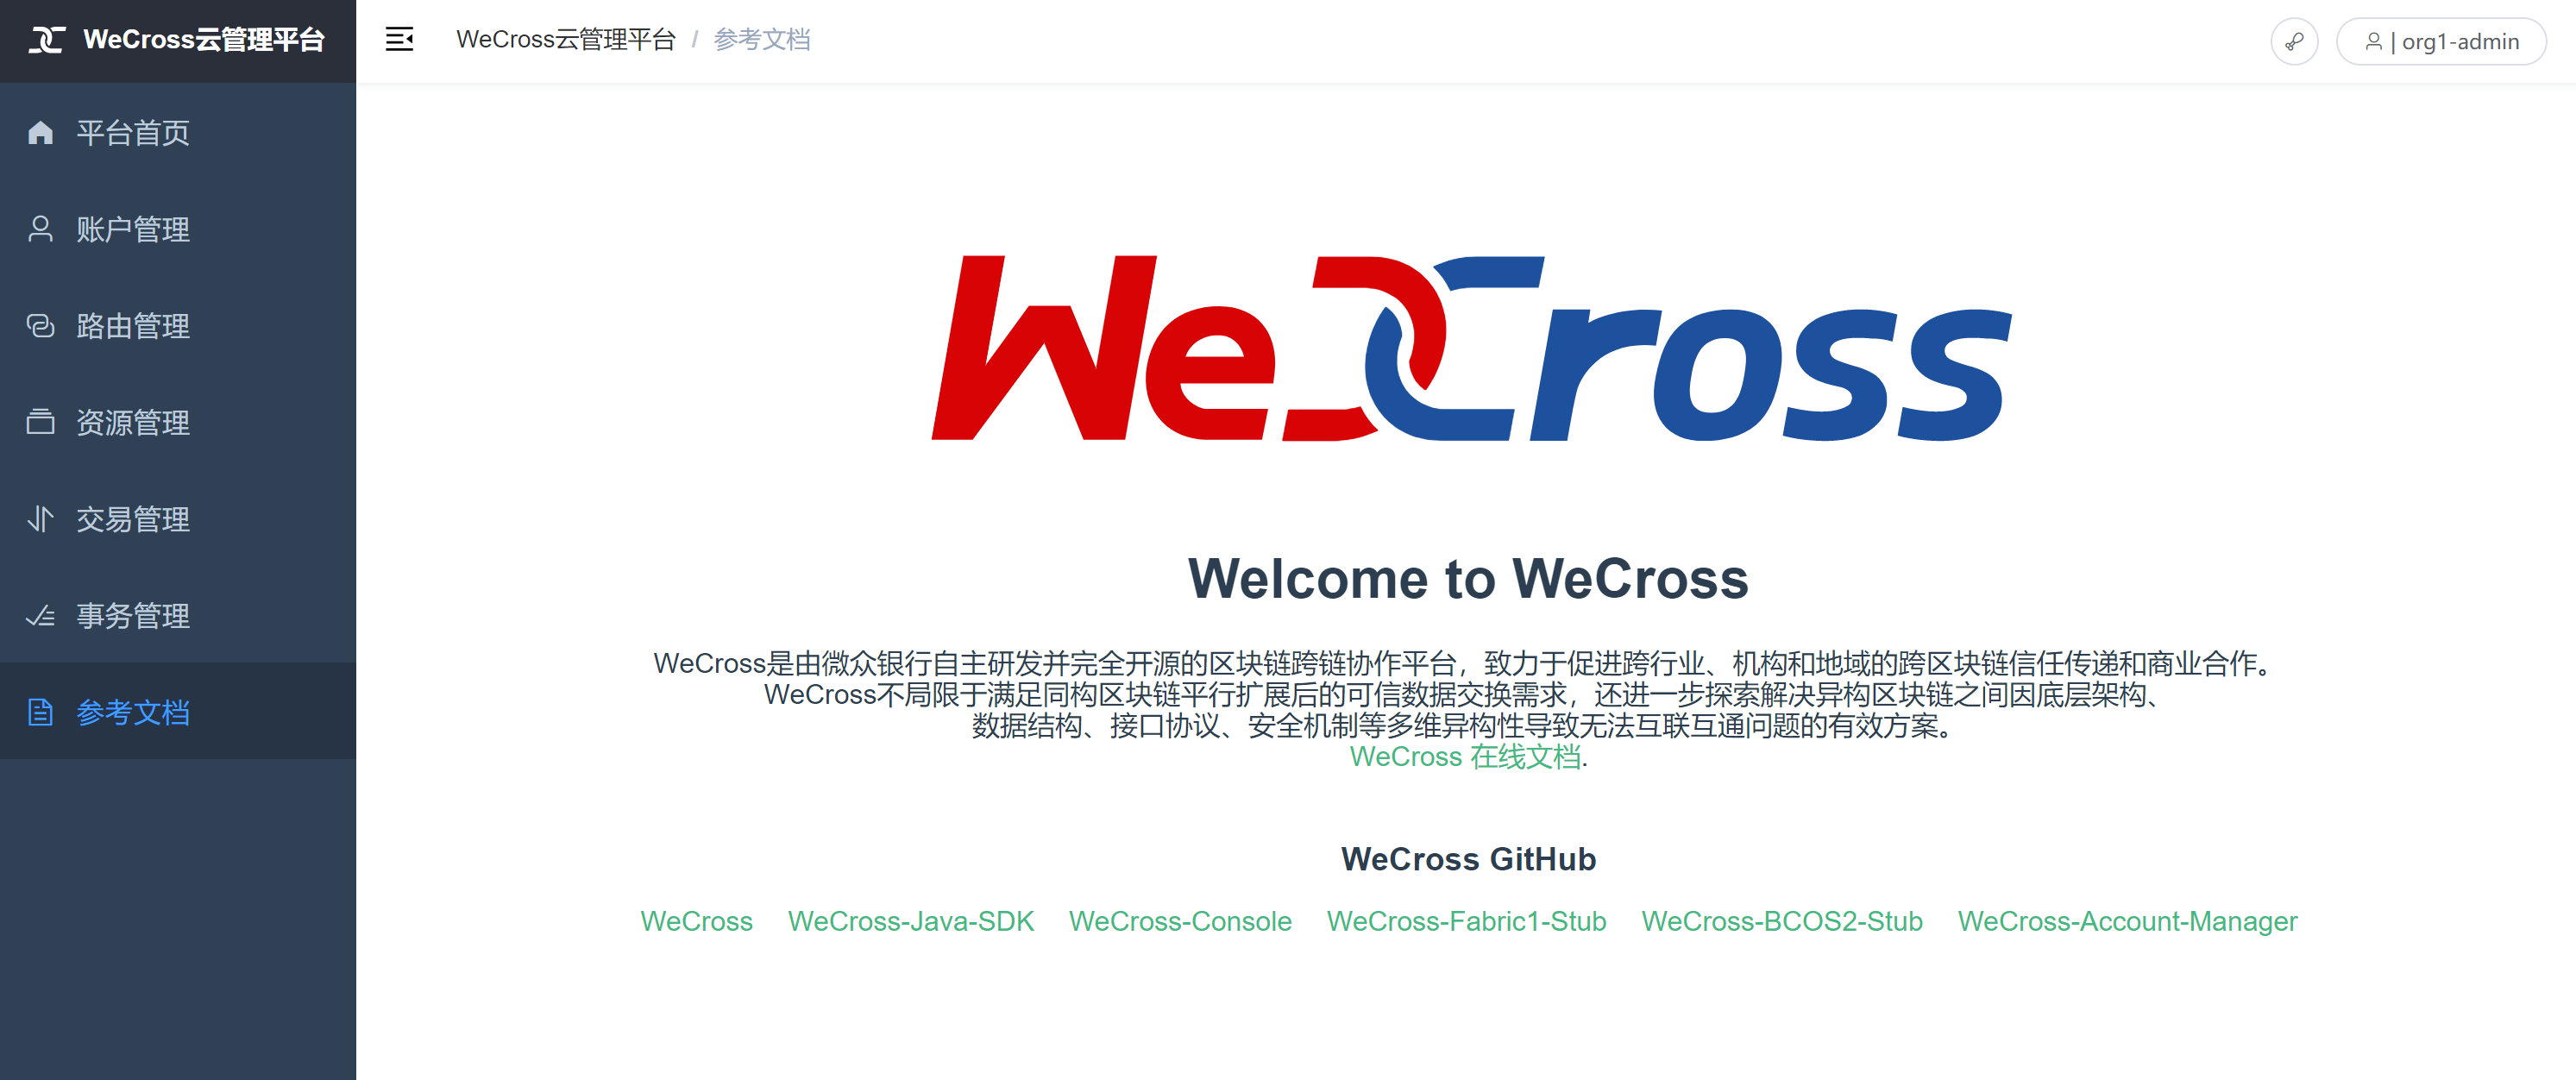 WeCross云管理平台
WeCross云管理平台 / 参考文档
| org1-admin
平台首页
账户管理
路由管理
资源管理
交易管理
事务管理
参考文档
WeCross
Welcome to WeCross
WeCross是由微众银行自主研发并完全开源的区块链跨链协作平台，致力于促进跨行业、机构和地域的跨区块链信任传递和商业合作。
WeCross不局限于满足同构区块链平行扩展后的可信数据交换需求，还进一步探索解决异构区块链之间因底层架构、
数据结构、接口协议、安全机制等多维异构性导致无法互联互通问题的有效方案。
WeCross 在线文档.
WeCross GitHub
WeCross WeCross-Java-SDK WeCross-Console WeCross-Fabric1-Stub WeCross-BCOS2-Stub WeCross-Account-Manager